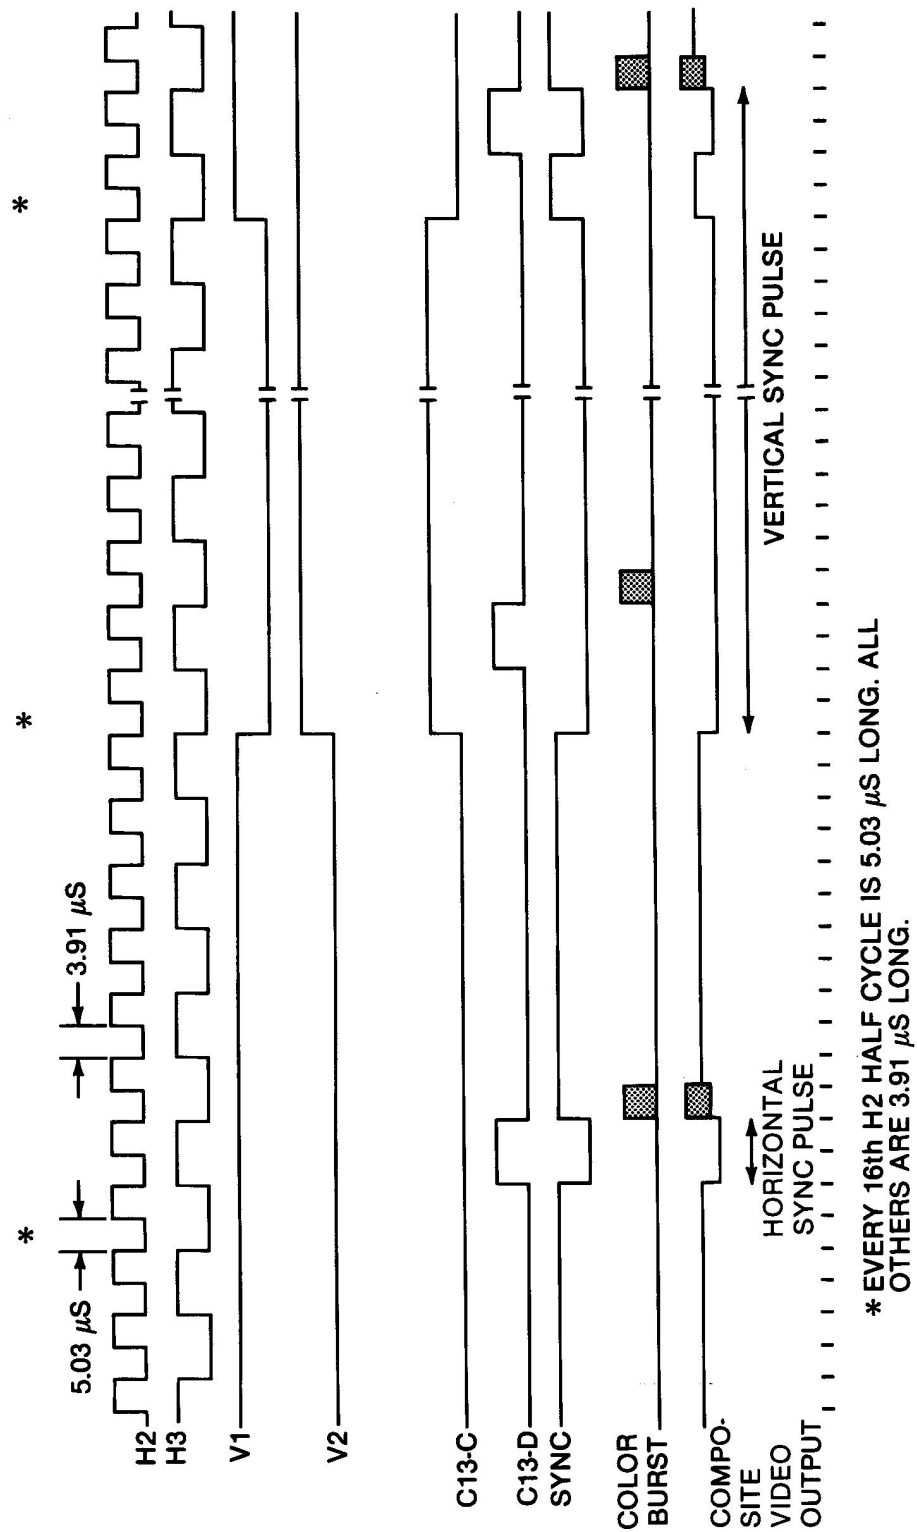 *
*
*
5.03 µS
3.91 µS
H2
H3
V1
V2
C13-C
C13-D
SYNC
COLOR
BURST
COMPO-
SITE
VIDEO
OUTPUT
HORIZONTAL
SYNC PULSE
VERTICAL SYNC PULSE
* EVERY 16th H2 HALF CYCLE IS 5.03 µS LONG. ALL
OTHERS ARE 3.91 µS LONG.